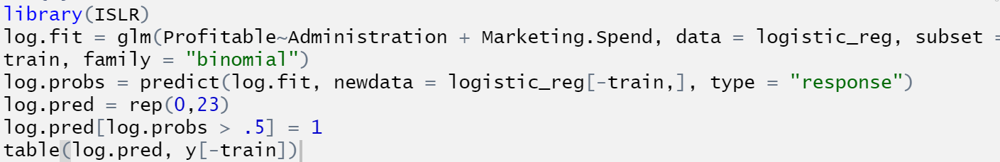 library(ISLR)
log.fit = glm(Profitable~Administration + Marketing.Spend, data = logistic_reg, subset =
train, family = "binomial")
log.probs = predict(log.fit, newdata = logistic_reg[-train,], type = "response")
log.pred = rep(0,23)
log.pred[log.probs > .5] = 1
table(log.pred, y[-train])